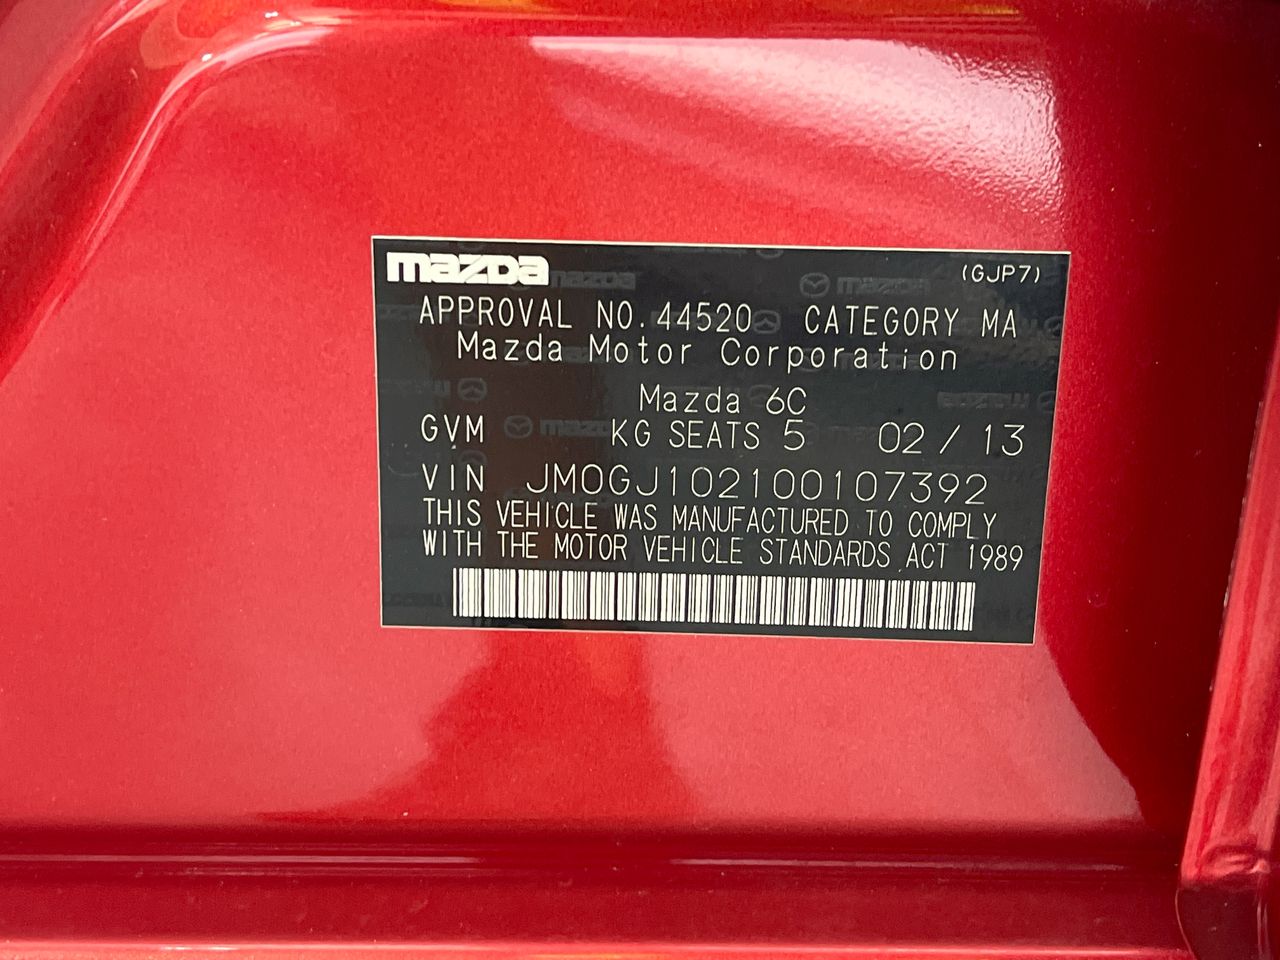 mazda (GJP7)
APPROVAL NO.44520 CATEGORY MA
Mazda Motor Corporation
Mazda 6C
GVM KG SEATS 5 02/13
VIN JM0GJ102100107392
THIS VEHICLE WAS MANUFACTURED TO COMPLY
WITH THE MOTOR VEHICLE STANDARDS ACT 1989